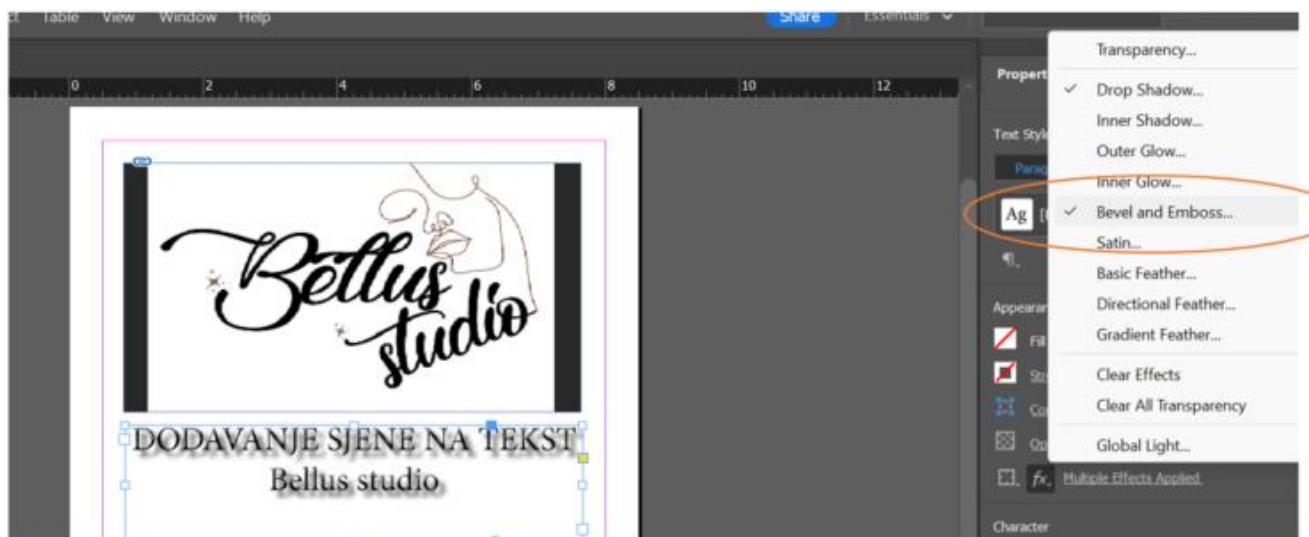 Table View Window Help Share Essentials
0 2 4 6 8 10 12
Transparency...
Drop Shadow...
Inner Shadow...
Outer Glow...
Inner Glow...
Bevel and Emboss...
Satin...
Basic Feather...
Directional Feather...
Gradient Feather...
Clear Effects
Clear All Transparency
Global Light...
Propert
Text Style
Parag
Ag
Appearan
Fill
Multiple Effects Applied
fx.
Character
Bellus
studio
DODAVANJE SJENE NA TEKST
Bellus studio